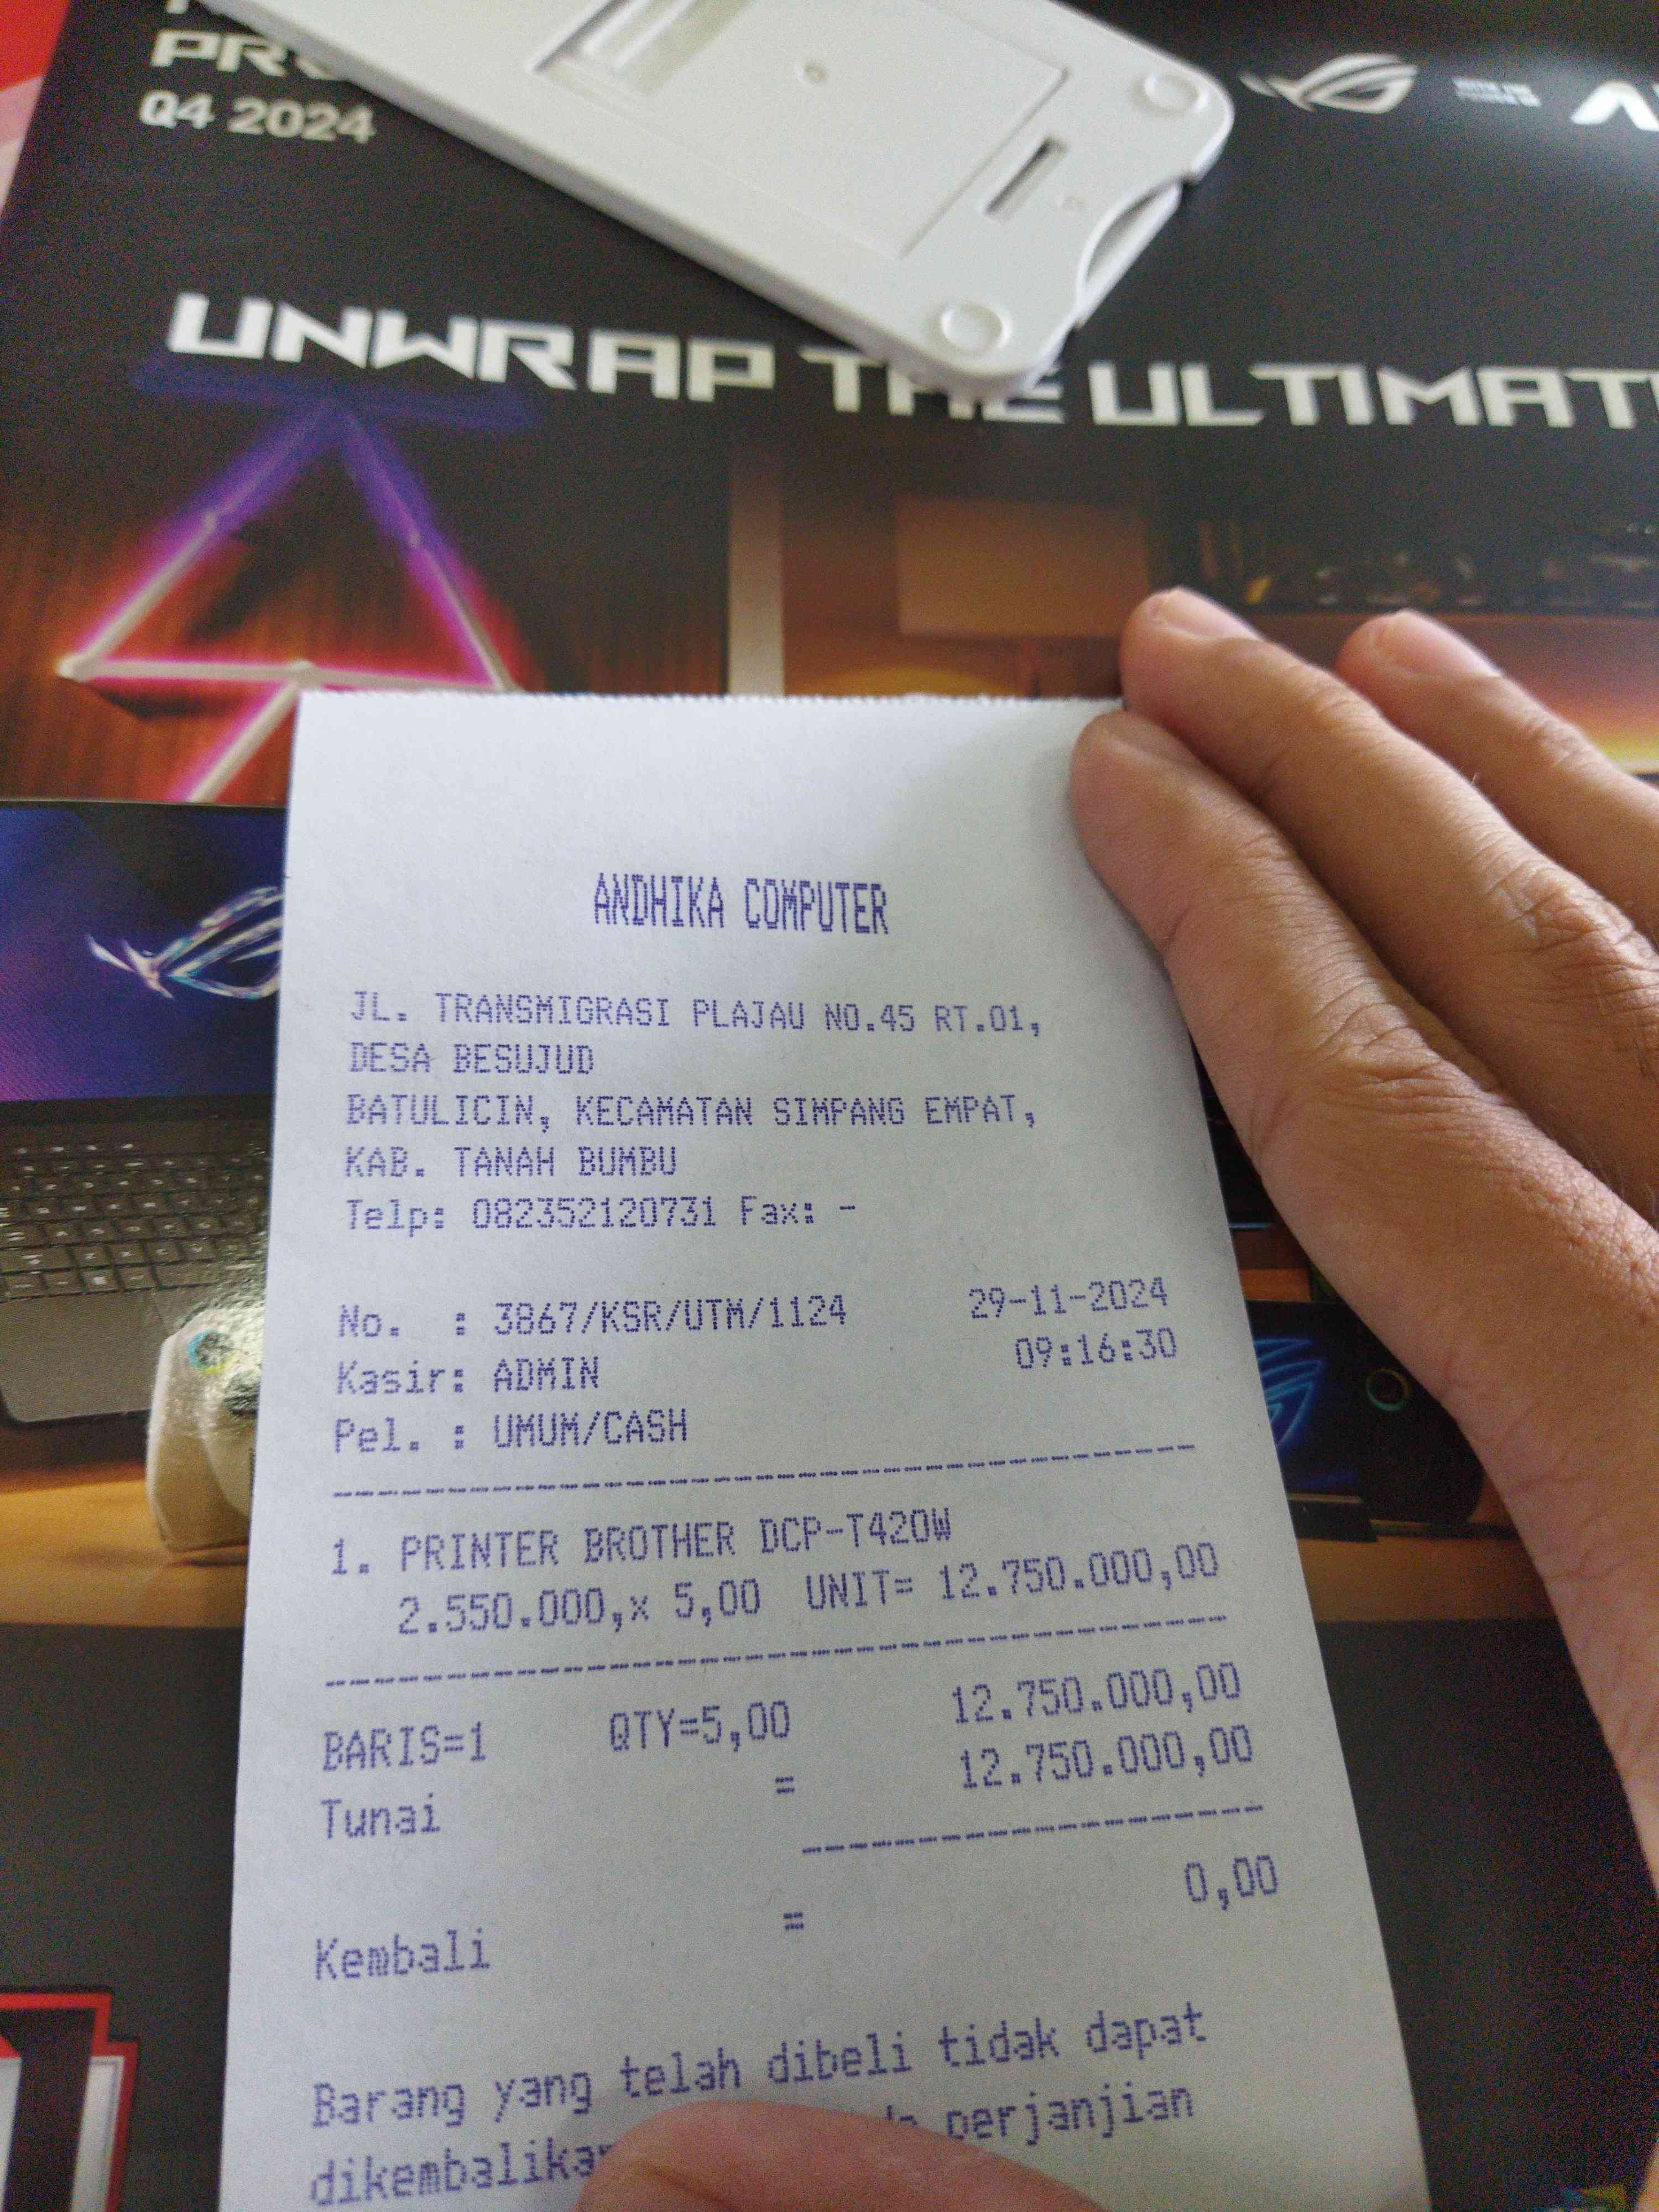 Q4 2024
UNWRAP THE ULTIMAT
ANDHIKA COMPUTER
JL. TRANSMIGRASI PLAJAU NO.45 RT.01,
DESA BESUJUD
BATULICIN, KECAMATAN SIMPANG EMPAT,
KAB. TANAH BUMBU
Telp: 082352120731 Fax: -
No. : 3867/KSR/UTM/1124 29-11-2024
Kasir: ADMIN 09:16:30
Pel. : UMUM/CASH
1. PRINTER BROTHER DCP-T420W
2.550.000,x 5,00 UNIT= 12.750.000,00
BARIS=1 QTY=5,00 12.750.000,00
Tunai = 12.750.000,00
Kembali = 0,00
Barang yang telah dibeli tidak dapat
perjanjian